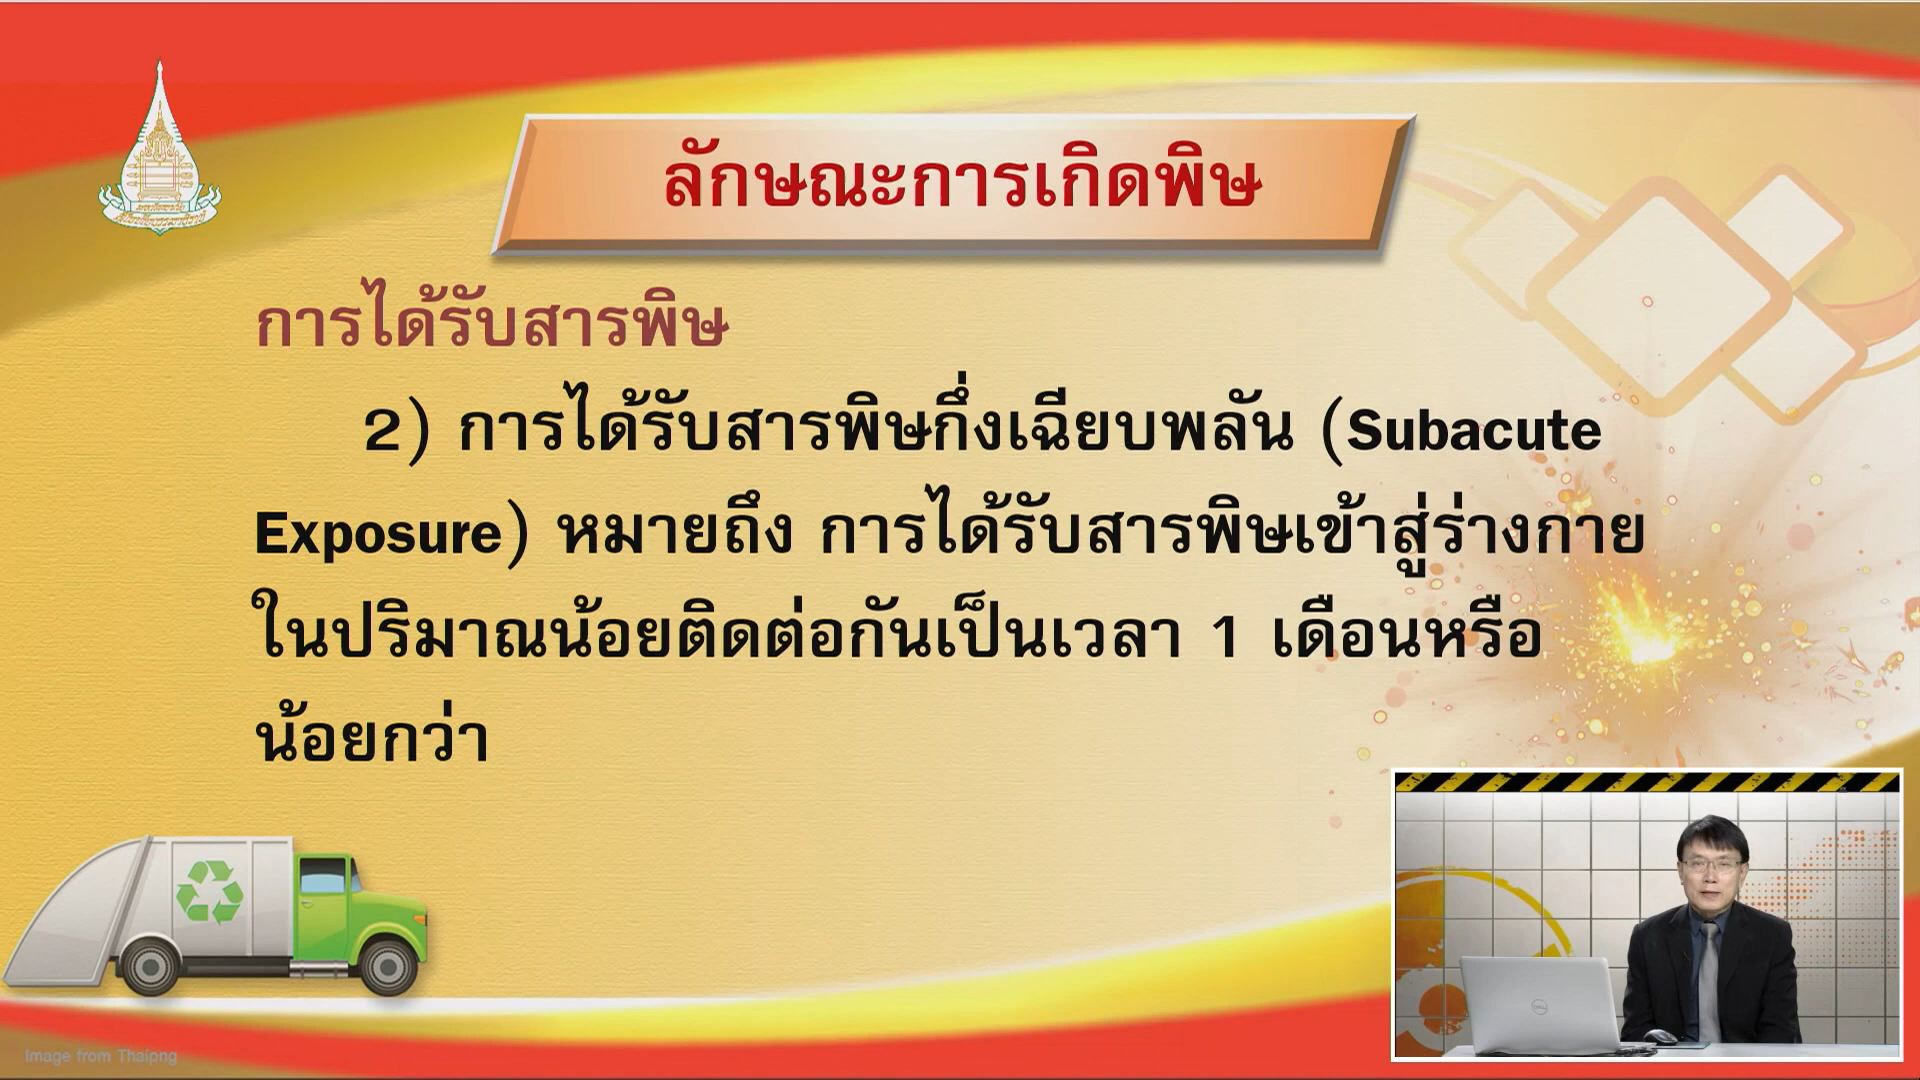 ลักษณะการเกิดพิษ
การได้รับสารพิษ
2) การได้รับสารพิษกึ่งเฉียบพลัน (Subacute
Exposure) หมายถึง การได้รับสารพิษเข้าสู่ร่างกาย
ในปริมาณน้อยติดต่อกันเป็นเวลา 1 เดือนหรือ
น้อยกว่า
Image from Thaipng